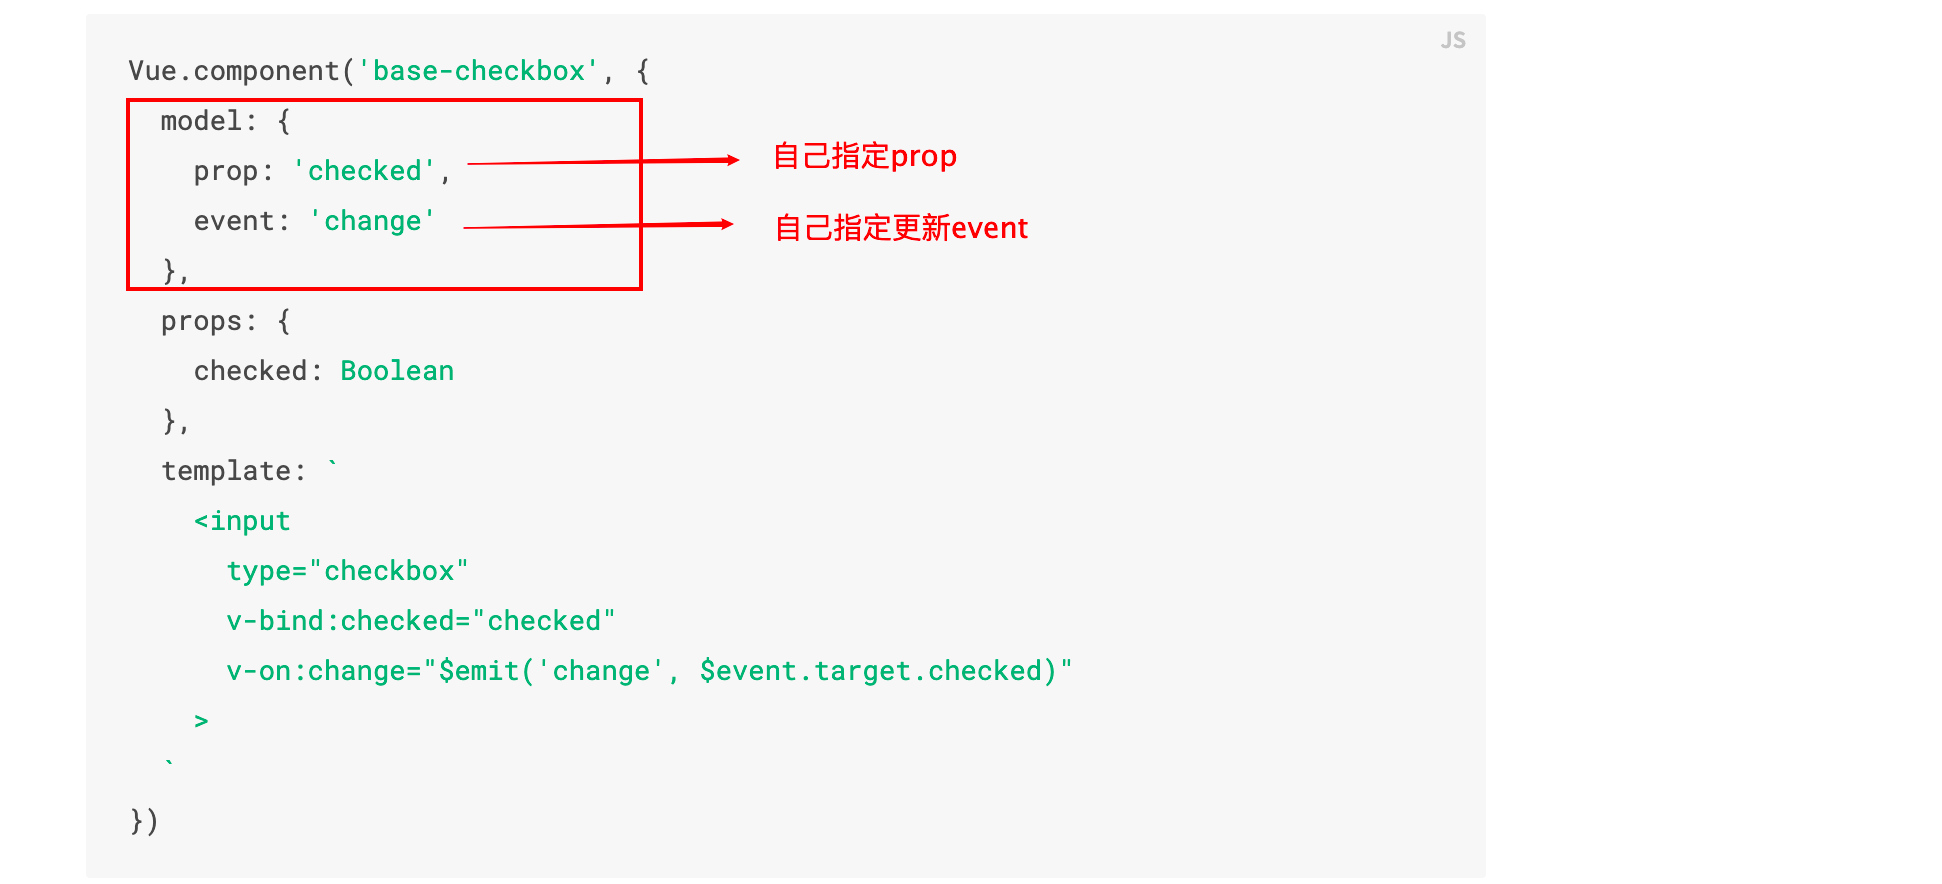 JS
Vue.component('base-checkbox', {
model: {
prop: 'checked',
自己指定prop
event: 'change'
自己指定更新event
},
props: {
checked: Boolean
},
template: `
<input
type="checkbox"
v-bind:checked="checked"
v-on:change="$emit('change', $event.target.checked)"
>
`
})